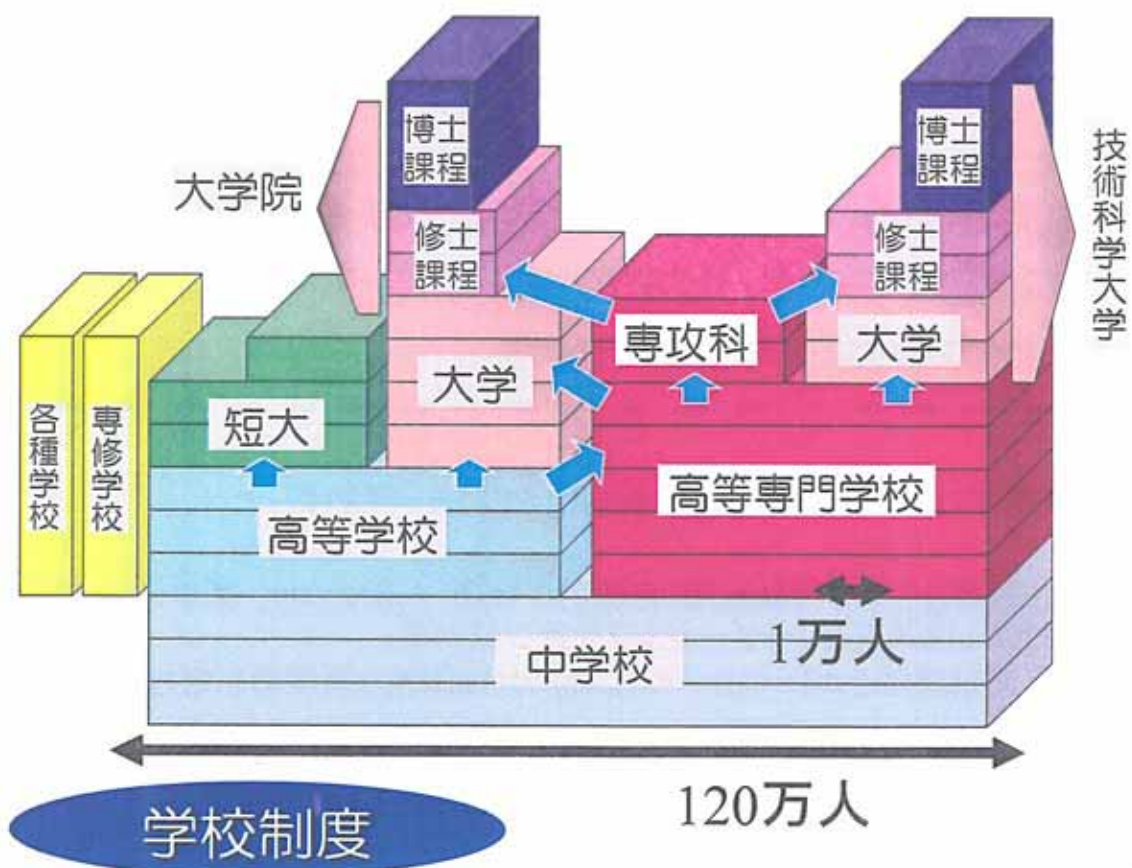 博士
課程
博士
課程
大学院
技術科学大学
修士
課程
修士
課程
専攻科
大学
大学
各種学校
専修学校
短大
高等専門学校
高等学校
1万人
中学校
120万人
学校制度